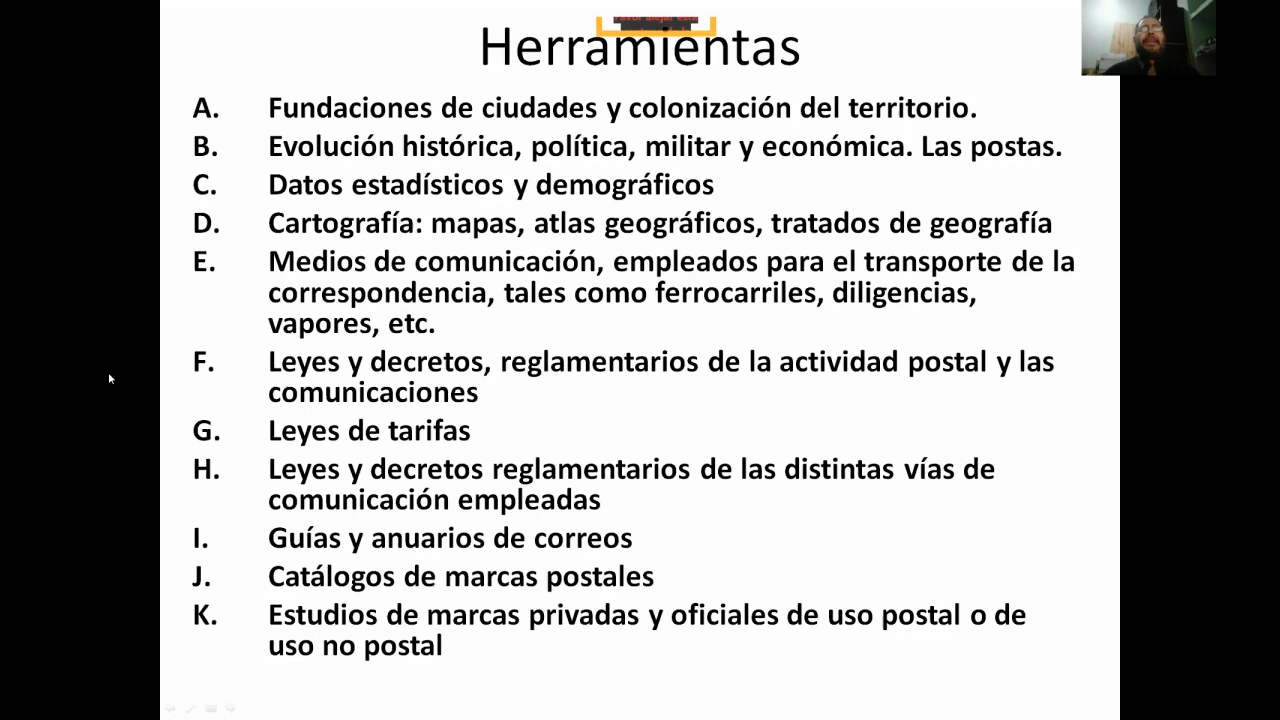 Favor alejar esta
Herramientas
A. Fundaciones de ciudades y colonización del territorio.
B. Evolución histórica, política, militar y económica. Las postas.
C. Datos estadísticos y demográficos
D. Cartografía: mapas, atlas geográficos, tratados de geografía
E. Medios de comunicación, empleados para el transporte de la
correspondencia, tales como ferrocarriles, diligencias,
vapores, etc.
F. Leyes y decretos, reglamentarios de la actividad postal y las
comunicaciones
G. Leyes de tarifas
H. Leyes y decretos reglamentarios de las distintas vías de
comunicación empleadas
I. Guías y anuarios de correos
J. Catálogos de marcas postales
K. Estudios de marcas privadas y oficiales de uso postal o de
uso no postal